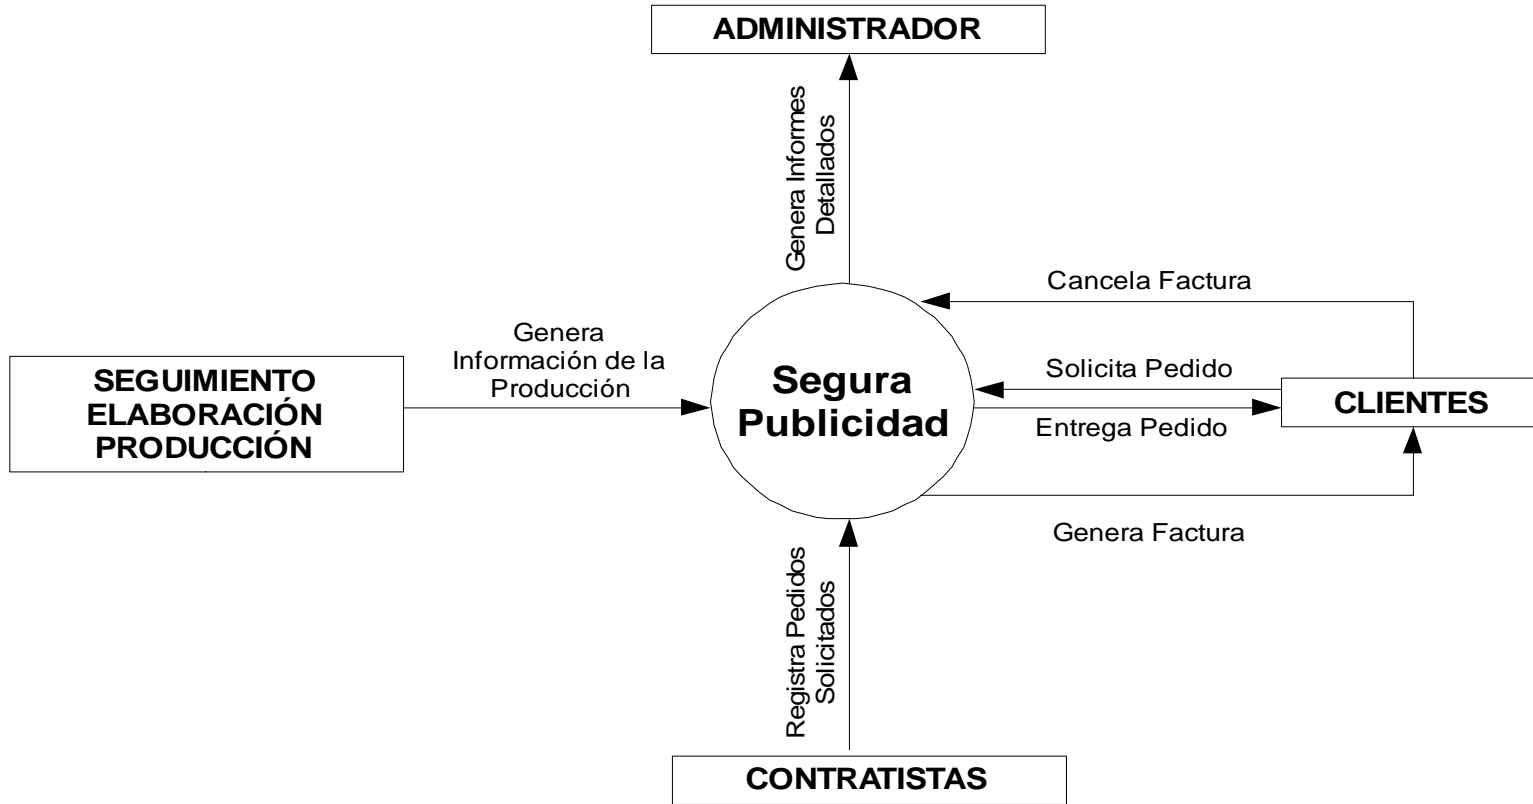 ADMINISTRADOR
Genera Informes
Detallados
Cancela Factura
Genera
Información de la
Producción
SEGUIMIENTO
ELABORACIÓN
PRODUCCIÓN
Segura
Publicidad
Solicita Pedido
CLIENTES
Entrega Pedido
Genera Factura
Registra Pedidos
Solicitados
CONTRATISTAS